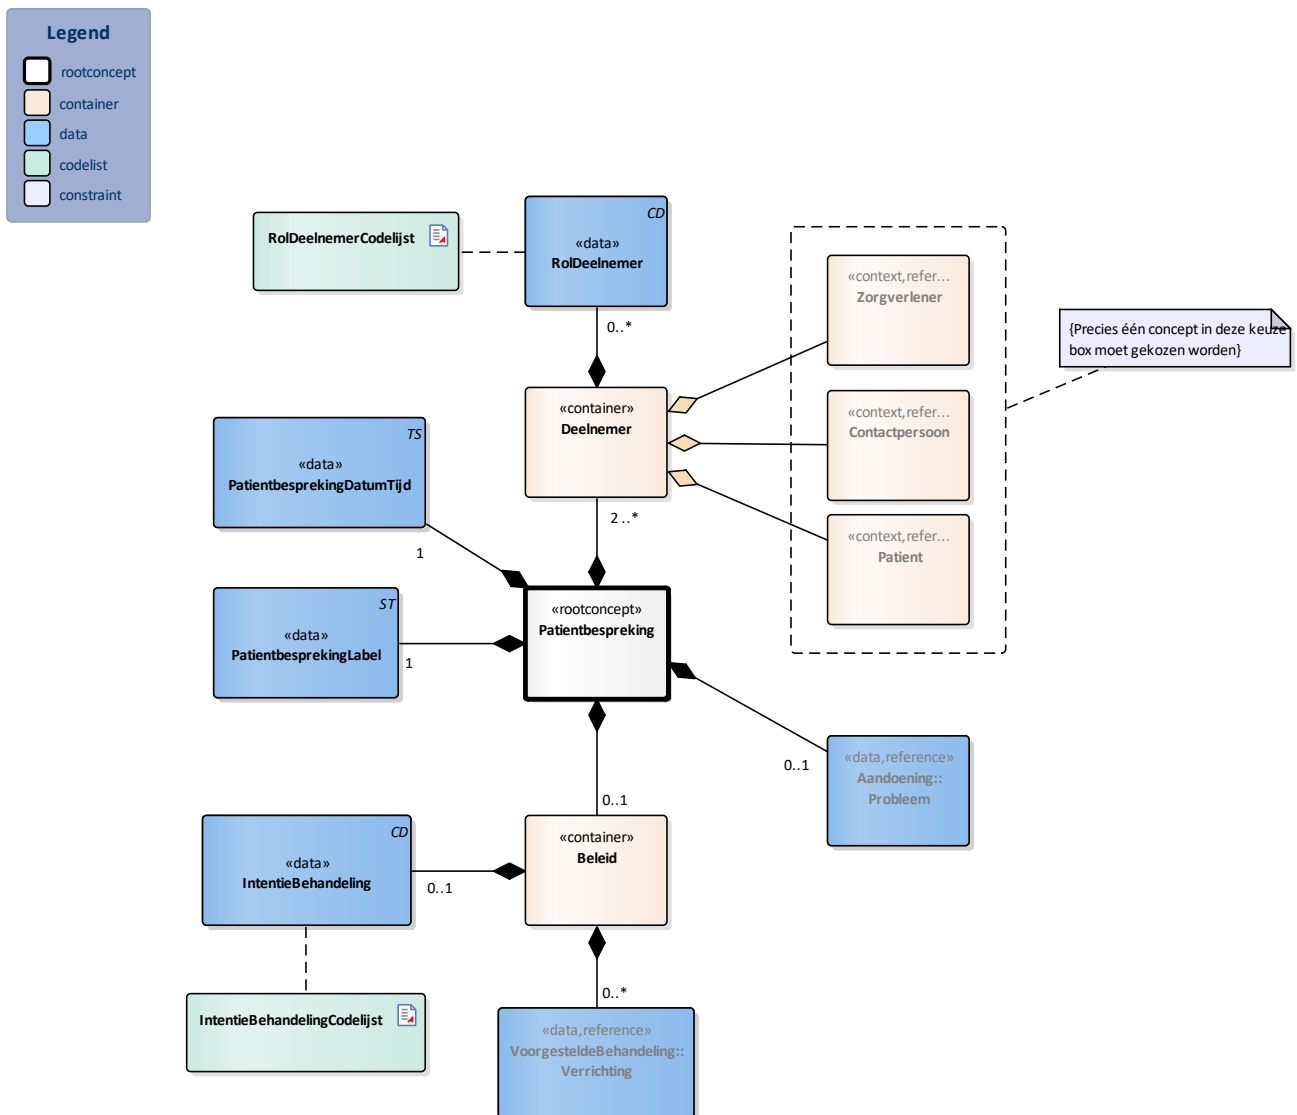 Legend
rootconcept
container
data
codelist
constraint
RolDeelnemerCodelijst
CD
«data»
RolDeelnemer
0..*
«context,refer...
Zorgverlener
{Precies één concept in deze keuze
box moet gekozen worden}
«container»
Deelnemer
«context,refer...
Contactpersoon
TS
«data»
PatientbesprekingDatumTijd
2..*
1
«context,refer...
Patient
ST
«data»
PatientbesprekingLabel
1
«rootconcept»
Patientbespreking
0..1
«data,reference»
Aandoening::
Probleem
0..1
«container»
Beleid
CD
«data»
IntentieBehandeling
0..1
IntentieBehandelingCodelijst
0..*
«data,reference»
VoorgesteldeBehandeling::
Verrichting